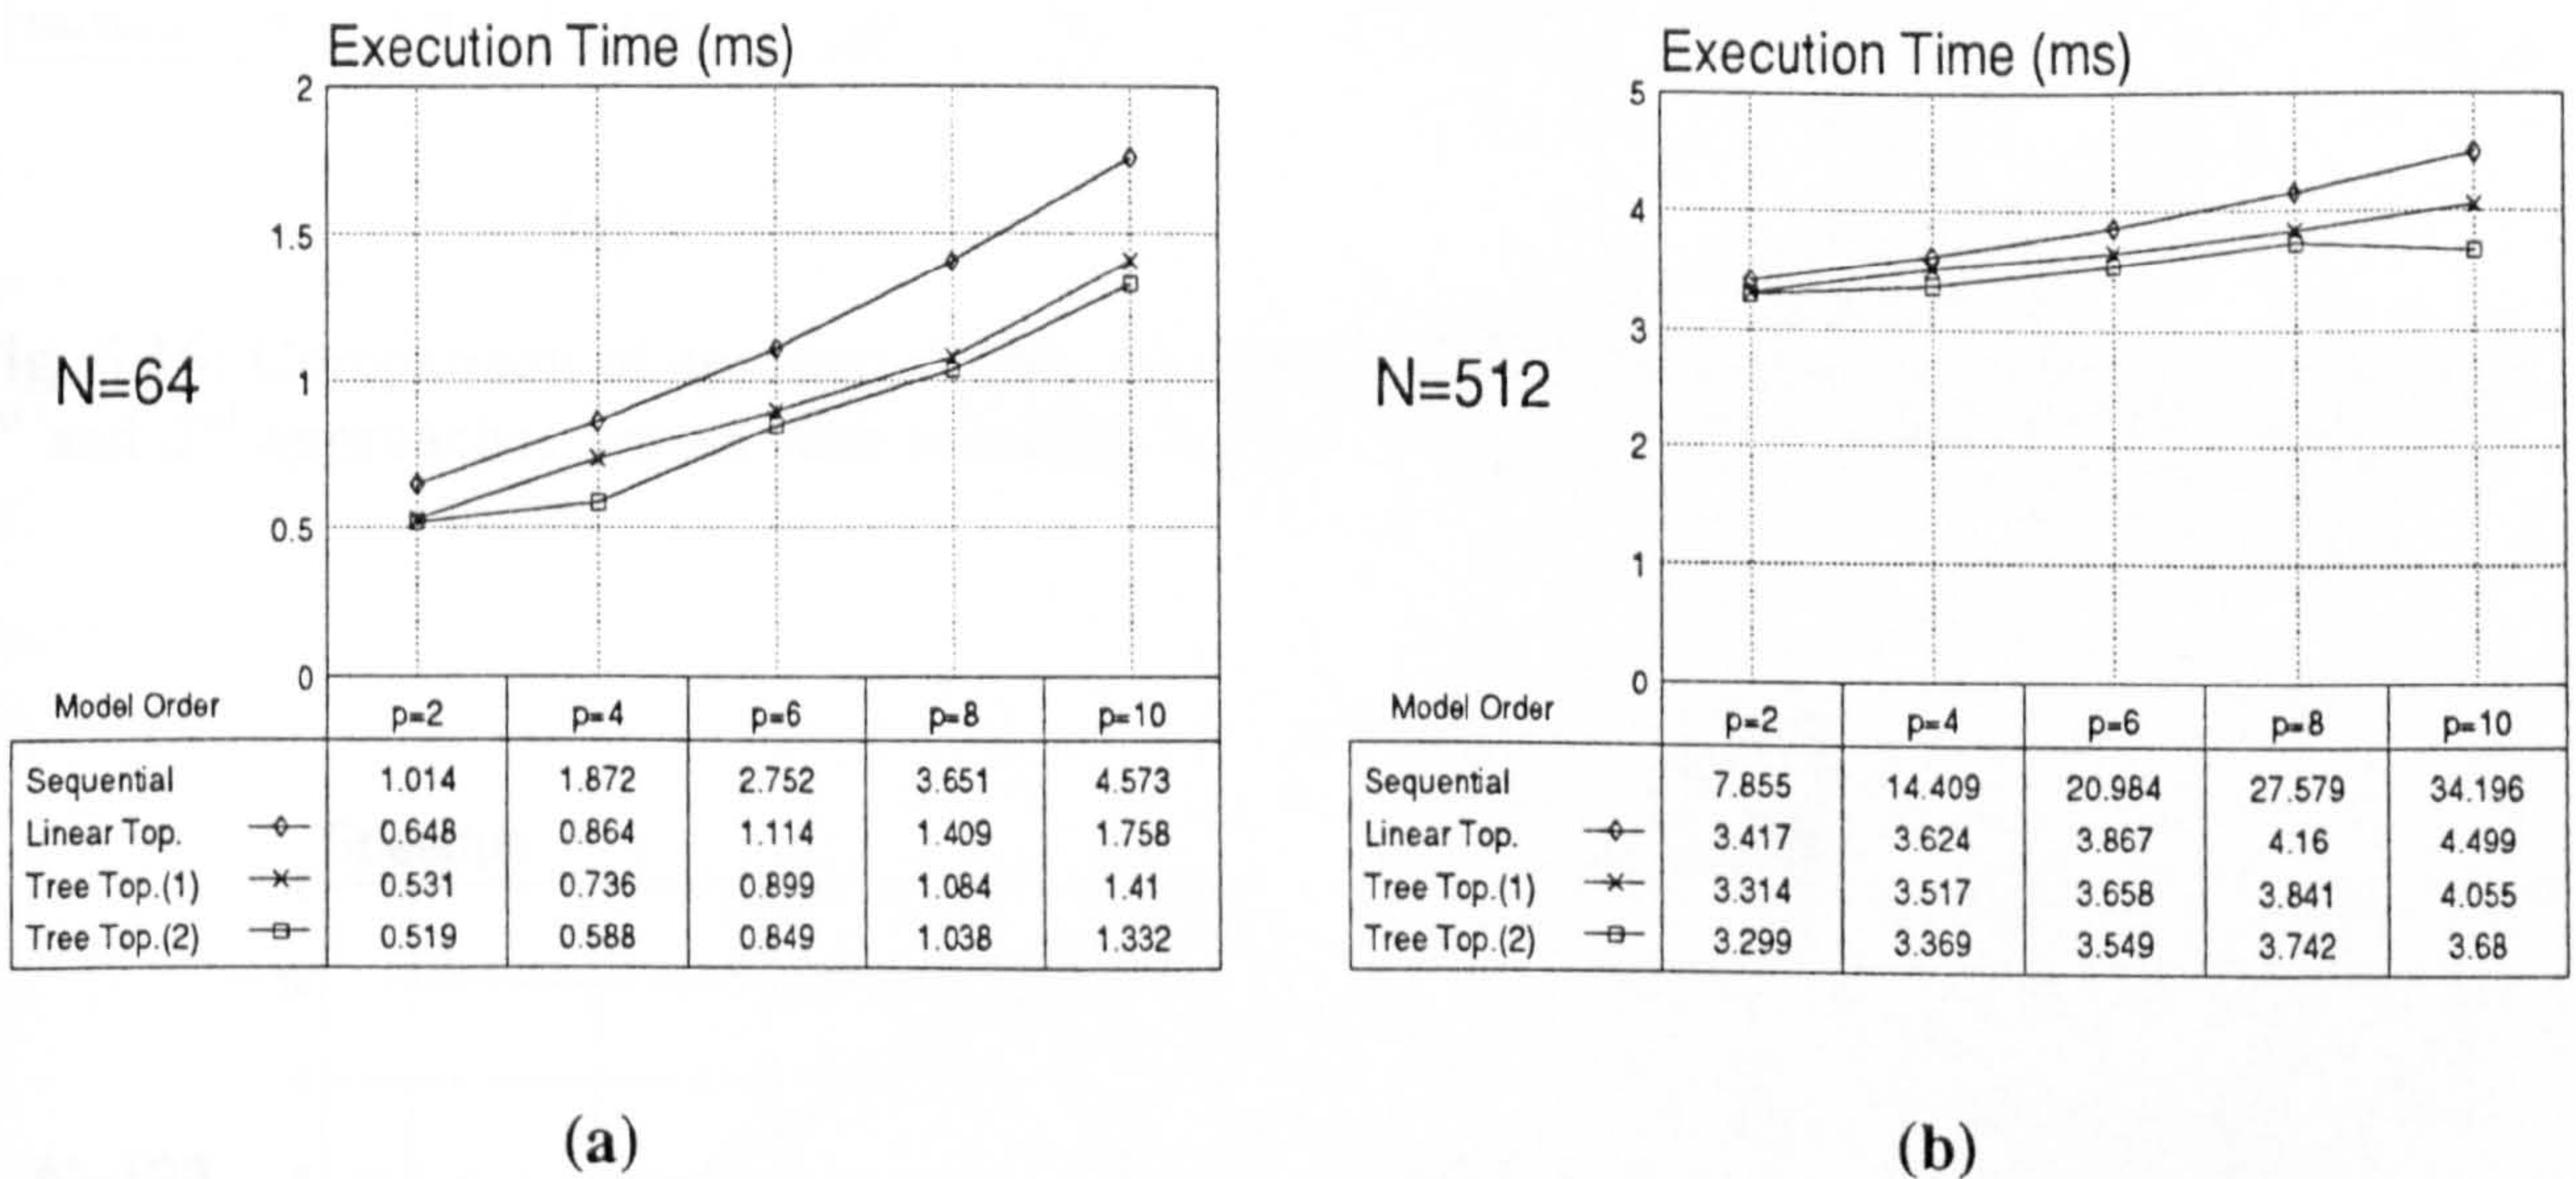 Execution Time (ms)
2
1.5
1
0.5
0
N=64
Model Order p=2 p=4 p=6 p=8 p=10
Sequential 1.014 1.872 2.752 3.651 4.573
Linear Top. 0.648 0.864 1.114 1.409 1.758
Tree Top.(1) 0.531 0.736 0.899 1.084 1.41
Tree Top.(2) 0.519 0.588 0.849 1.038 1.332
(a)
Execution Time (ms)
5
4
3
2
1
0
N=512
Model Order p=2 p=4 p=6 p=8 p=10
Sequential 7.855 14.409 20.984 27.579 34.196
Linear Top. 3.417 3.624 3.867 4.16 4.499
Tree Top.(1) 3.314 3.517 3.658 3.841 4.055
Tree Top.(2) 3.299 3.369 3.549 3.742 3.68
(b)